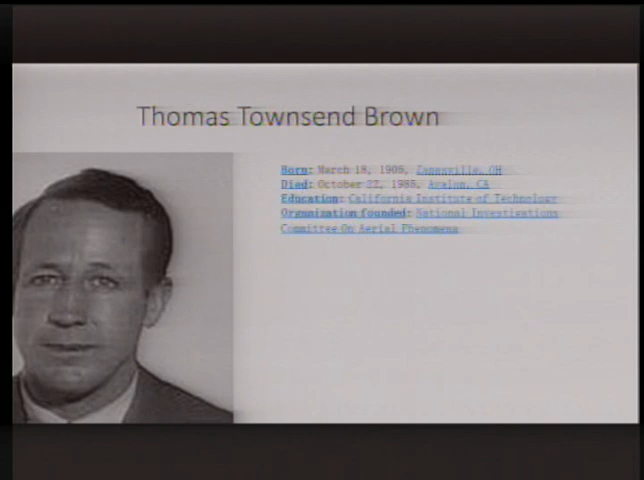 Thomas Townsend Brown
Born: March 18, 1905, Zanesville, OH
Died: October 22, 1985, Avalon, CA
Education: California Institute of Technology
Organization founded: National Investigations
Committee On Aerial Phenomena